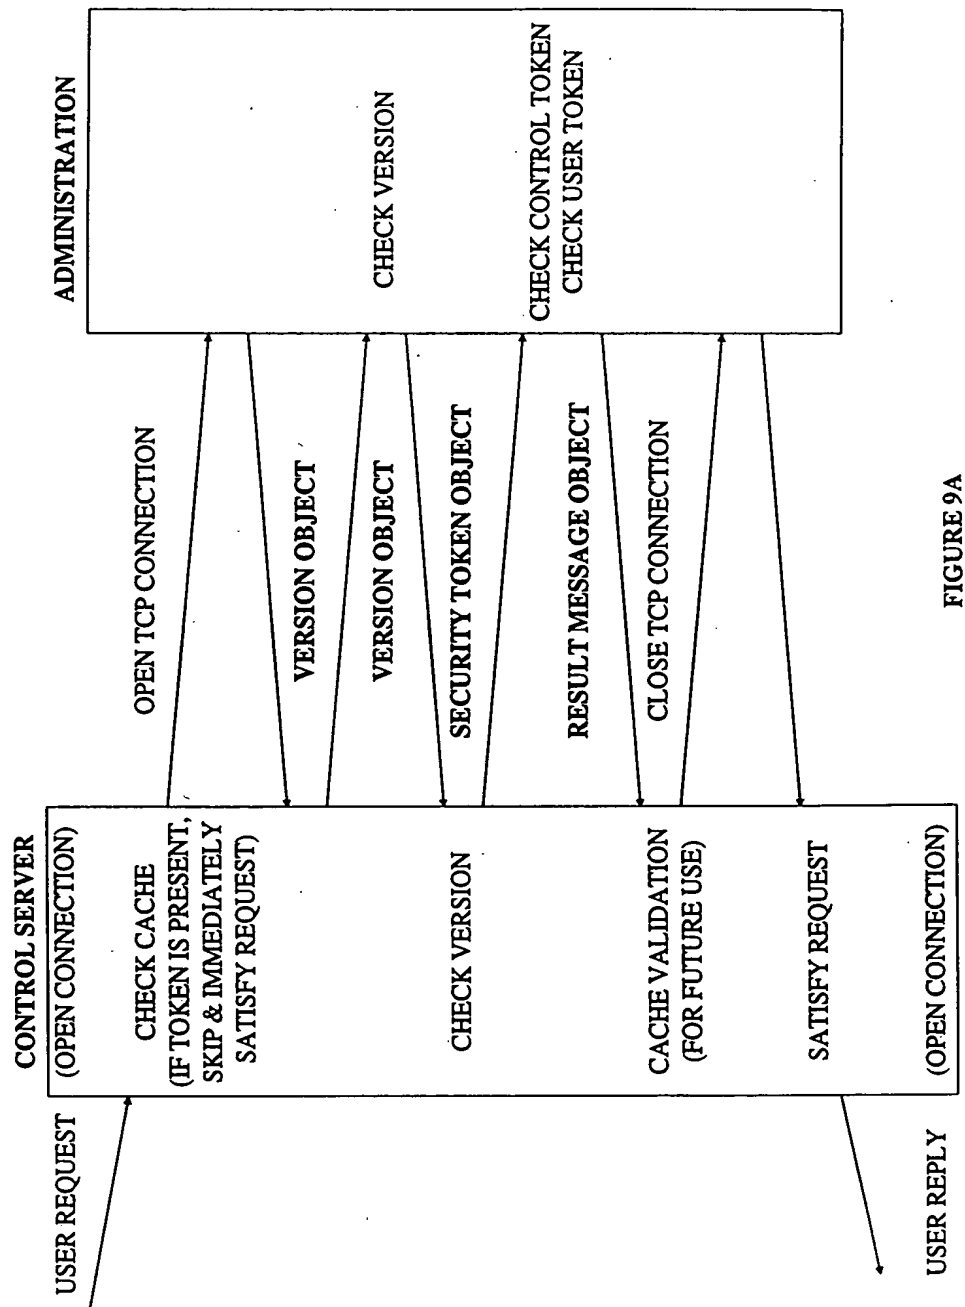 CONTROL SERVER
ADMINISTRATION
USER REQUEST
(OPEN CONNECTION)
CHECK CACHE
(IF TOKEN IS PRESENT,
SKIP & IMMEDIATELY
SATISFY REQUEST)
OPEN TCP CONNECTION
VERSION OBJECT
VERSION OBJECT
CHECK VERSION
CHECK VERSION
SECURITY TOKEN OBJECT
CHECK CONTROL TOKEN
CHECK USER TOKEN
RESULT MESSAGE OBJECT
CACHE VALIDATION
(FOR FUTURE USE)
CLOSE TCP CONNECTION
SATISFY REQUEST
(OPEN CONNECTION)
USER REPLY
FIGURE 9A